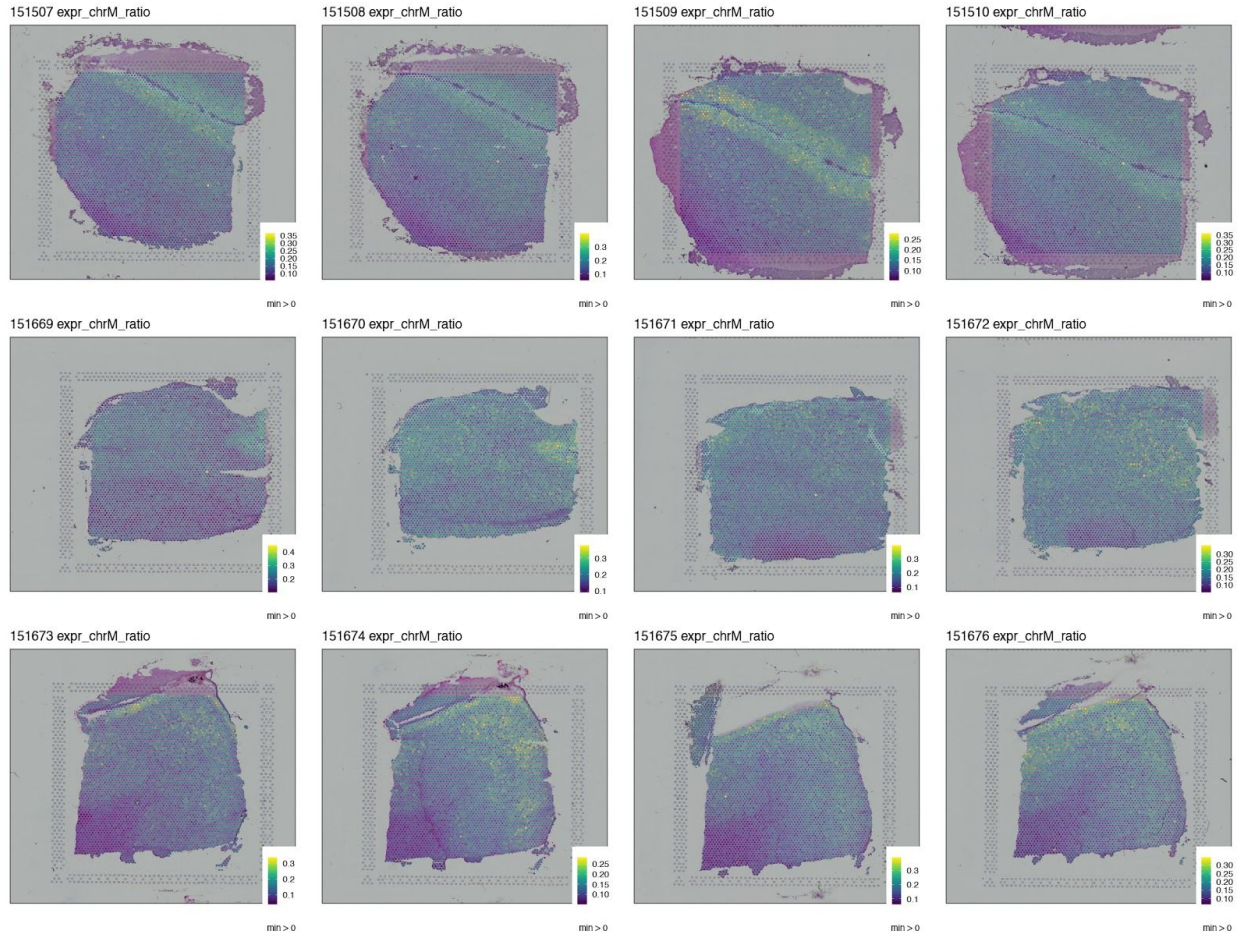 151507 expr_chrM_ratio
0.35
0.30
0.25
0.20
0.15
0.10
min > 0
151508 expr_chrM_ratio
0.3
0.2
0.1
min > 0
151509 expr_chrM_ratio
0.25
0.20
0.15
0.10
min > 0
151510 expr_chrM_ratio
0.35
0.30
0.25
0.20
0.15
0.10
min > 0
151669 expr_chrM_ratio
0.4
0.3
0.2
min > 0
151670 expr_chrM_ratio
0.3
0.2
0.1
min > 0
151671 expr_chrM_ratio
0.3
0.2
0.1
min > 0
151672 expr_chrM_ratio
0.30
0.25
0.20
0.15
0.10
min > 0
151673 expr_chrM_ratio
0.3
0.2
0.1
min > 0
151674 expr_chrM_ratio
0.25
0.20
0.15
0.10
min > 0
151675 expr_chrM_ratio
0.3
0.2
0.1
min > 0
151676 expr_chrM_ratio
0.30
0.25
0.20
0.15
0.10
min > 0